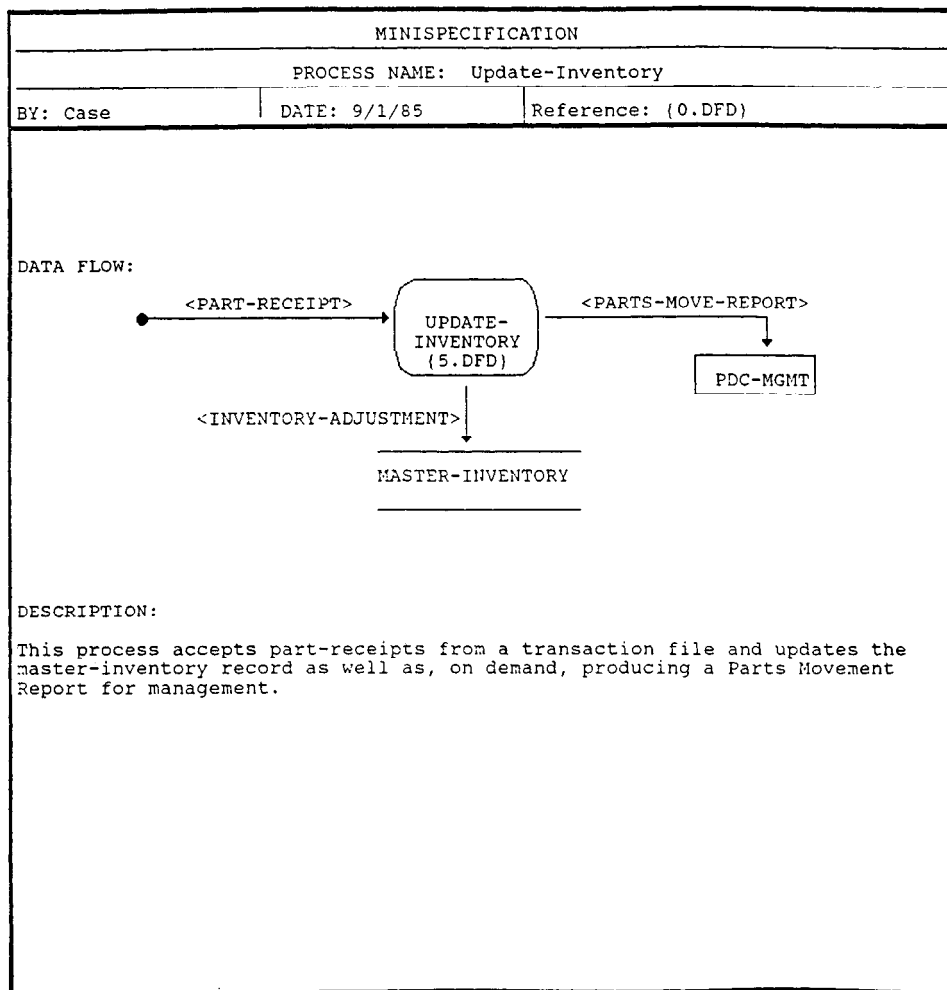 MINISPECIFICATION
PROCESS NAME: Update-Inventory
BY: Case
DATE: 9/1/85
Reference: (0.DFD)
DATA FLOW:
<PART-RECEIPT>
<PARTS-MOVE-REPORT>
UPDATE-
INVENTORY
(5.DFD)
PDC-MGMT
<INVENTORY-ADJUSTMENT>
MASTER-INVENTORY
DESCRIPTION:
This process accepts part-receipts from a transaction file and updates the
master-inventory record as well as, on demand, producing a Parts Movement
Report for management.